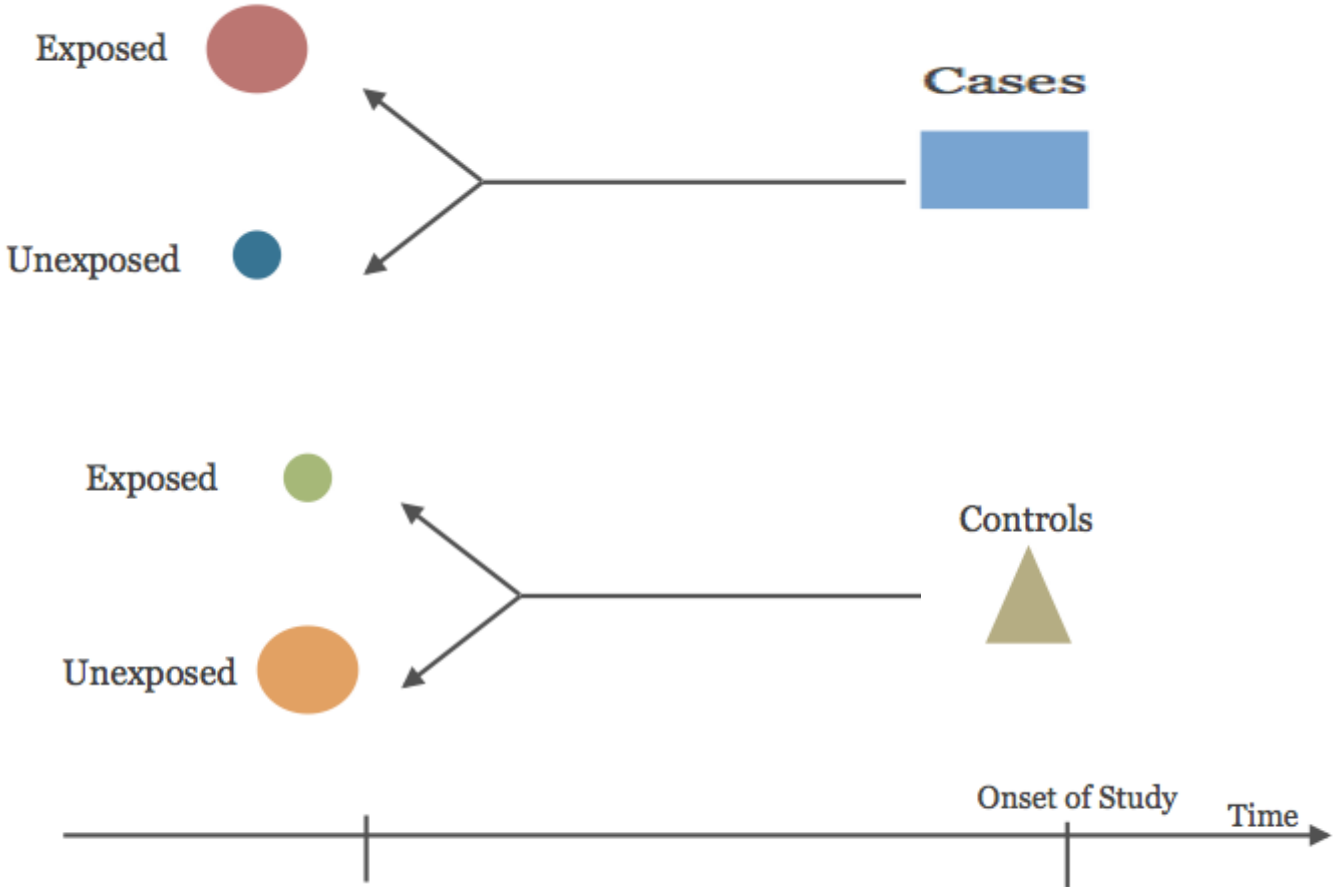 Exposed
Cases
Unexposed
Exposed
Controls
Unexposed
Onset of Study
Time